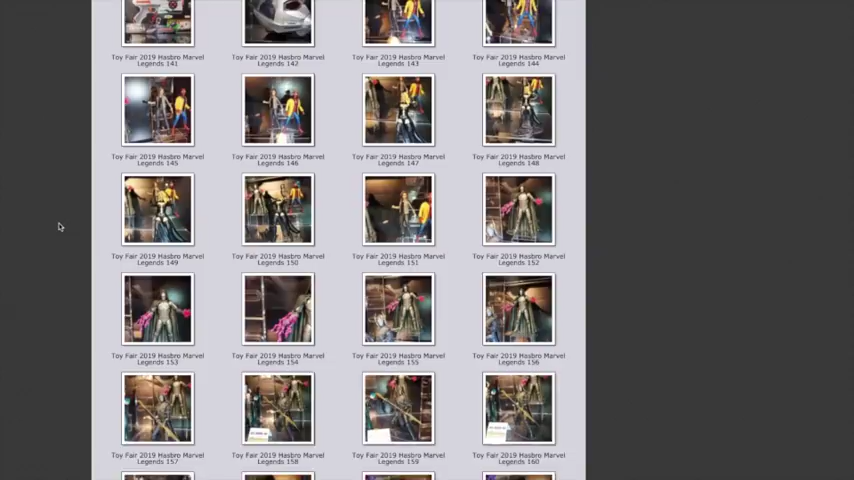 Toy Fair 2019 Hasbro Marvel
Legends 141
Toy Fair 2019 Hasbro Marvel
Legends 142
Toy Fair 2019 Hasbro Marvel
Legends 143
Toy Fair 2019 Hasbro Marvel
Legends 144
Toy Fair 2019 Hasbro Marvel
Legends 145
Toy Fair 2019 Hasbro Marvel
Legends 146
Toy Fair 2019 Hasbro Marvel
Legends 147
Toy Fair 2019 Hasbro Marvel
Legends 148
Toy Fair 2019 Hasbro Marvel
Legends 149
Toy Fair 2019 Hasbro Marvel
Legends 150
Toy Fair 2019 Hasbro Marvel
Legends 151
Toy Fair 2019 Hasbro Marvel
Legends 152
Toy Fair 2019 Hasbro Marvel
Legends 153
Toy Fair 2019 Hasbro Marvel
Legends 154
Toy Fair 2019 Hasbro Marvel
Legends 155
Toy Fair 2019 Hasbro Marvel
Legends 156
Toy Fair 2019 Hasbro Marvel
Legends 157
Toy Fair 2019 Hasbro Marvel
Legends 158
Toy Fair 2019 Hasbro Marvel
Legends 159
Toy Fair 2019 Hasbro Marvel
Legends 160